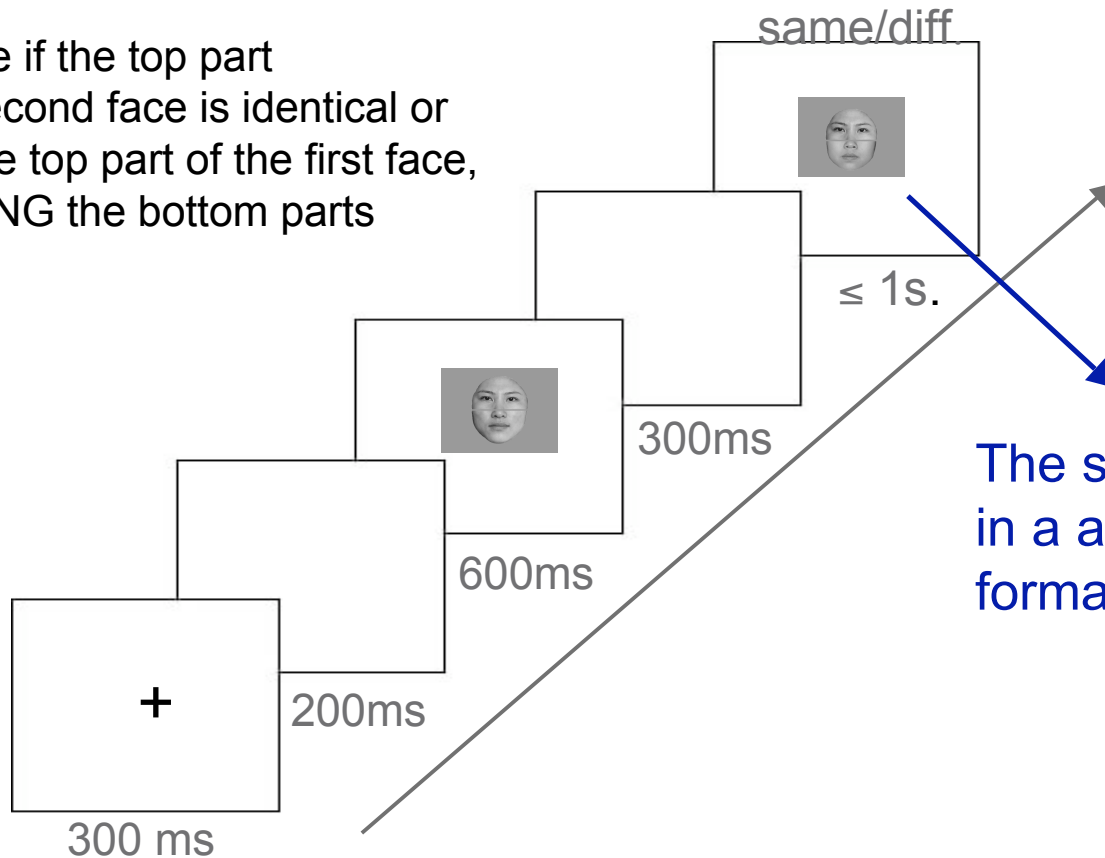 same/diff.
e if the top part
econd face is identical or
e top part of the first face,
NG the bottom parts
≤ 1s.
300ms
The s
in a a
forma
600ms
+
200ms
300 ms